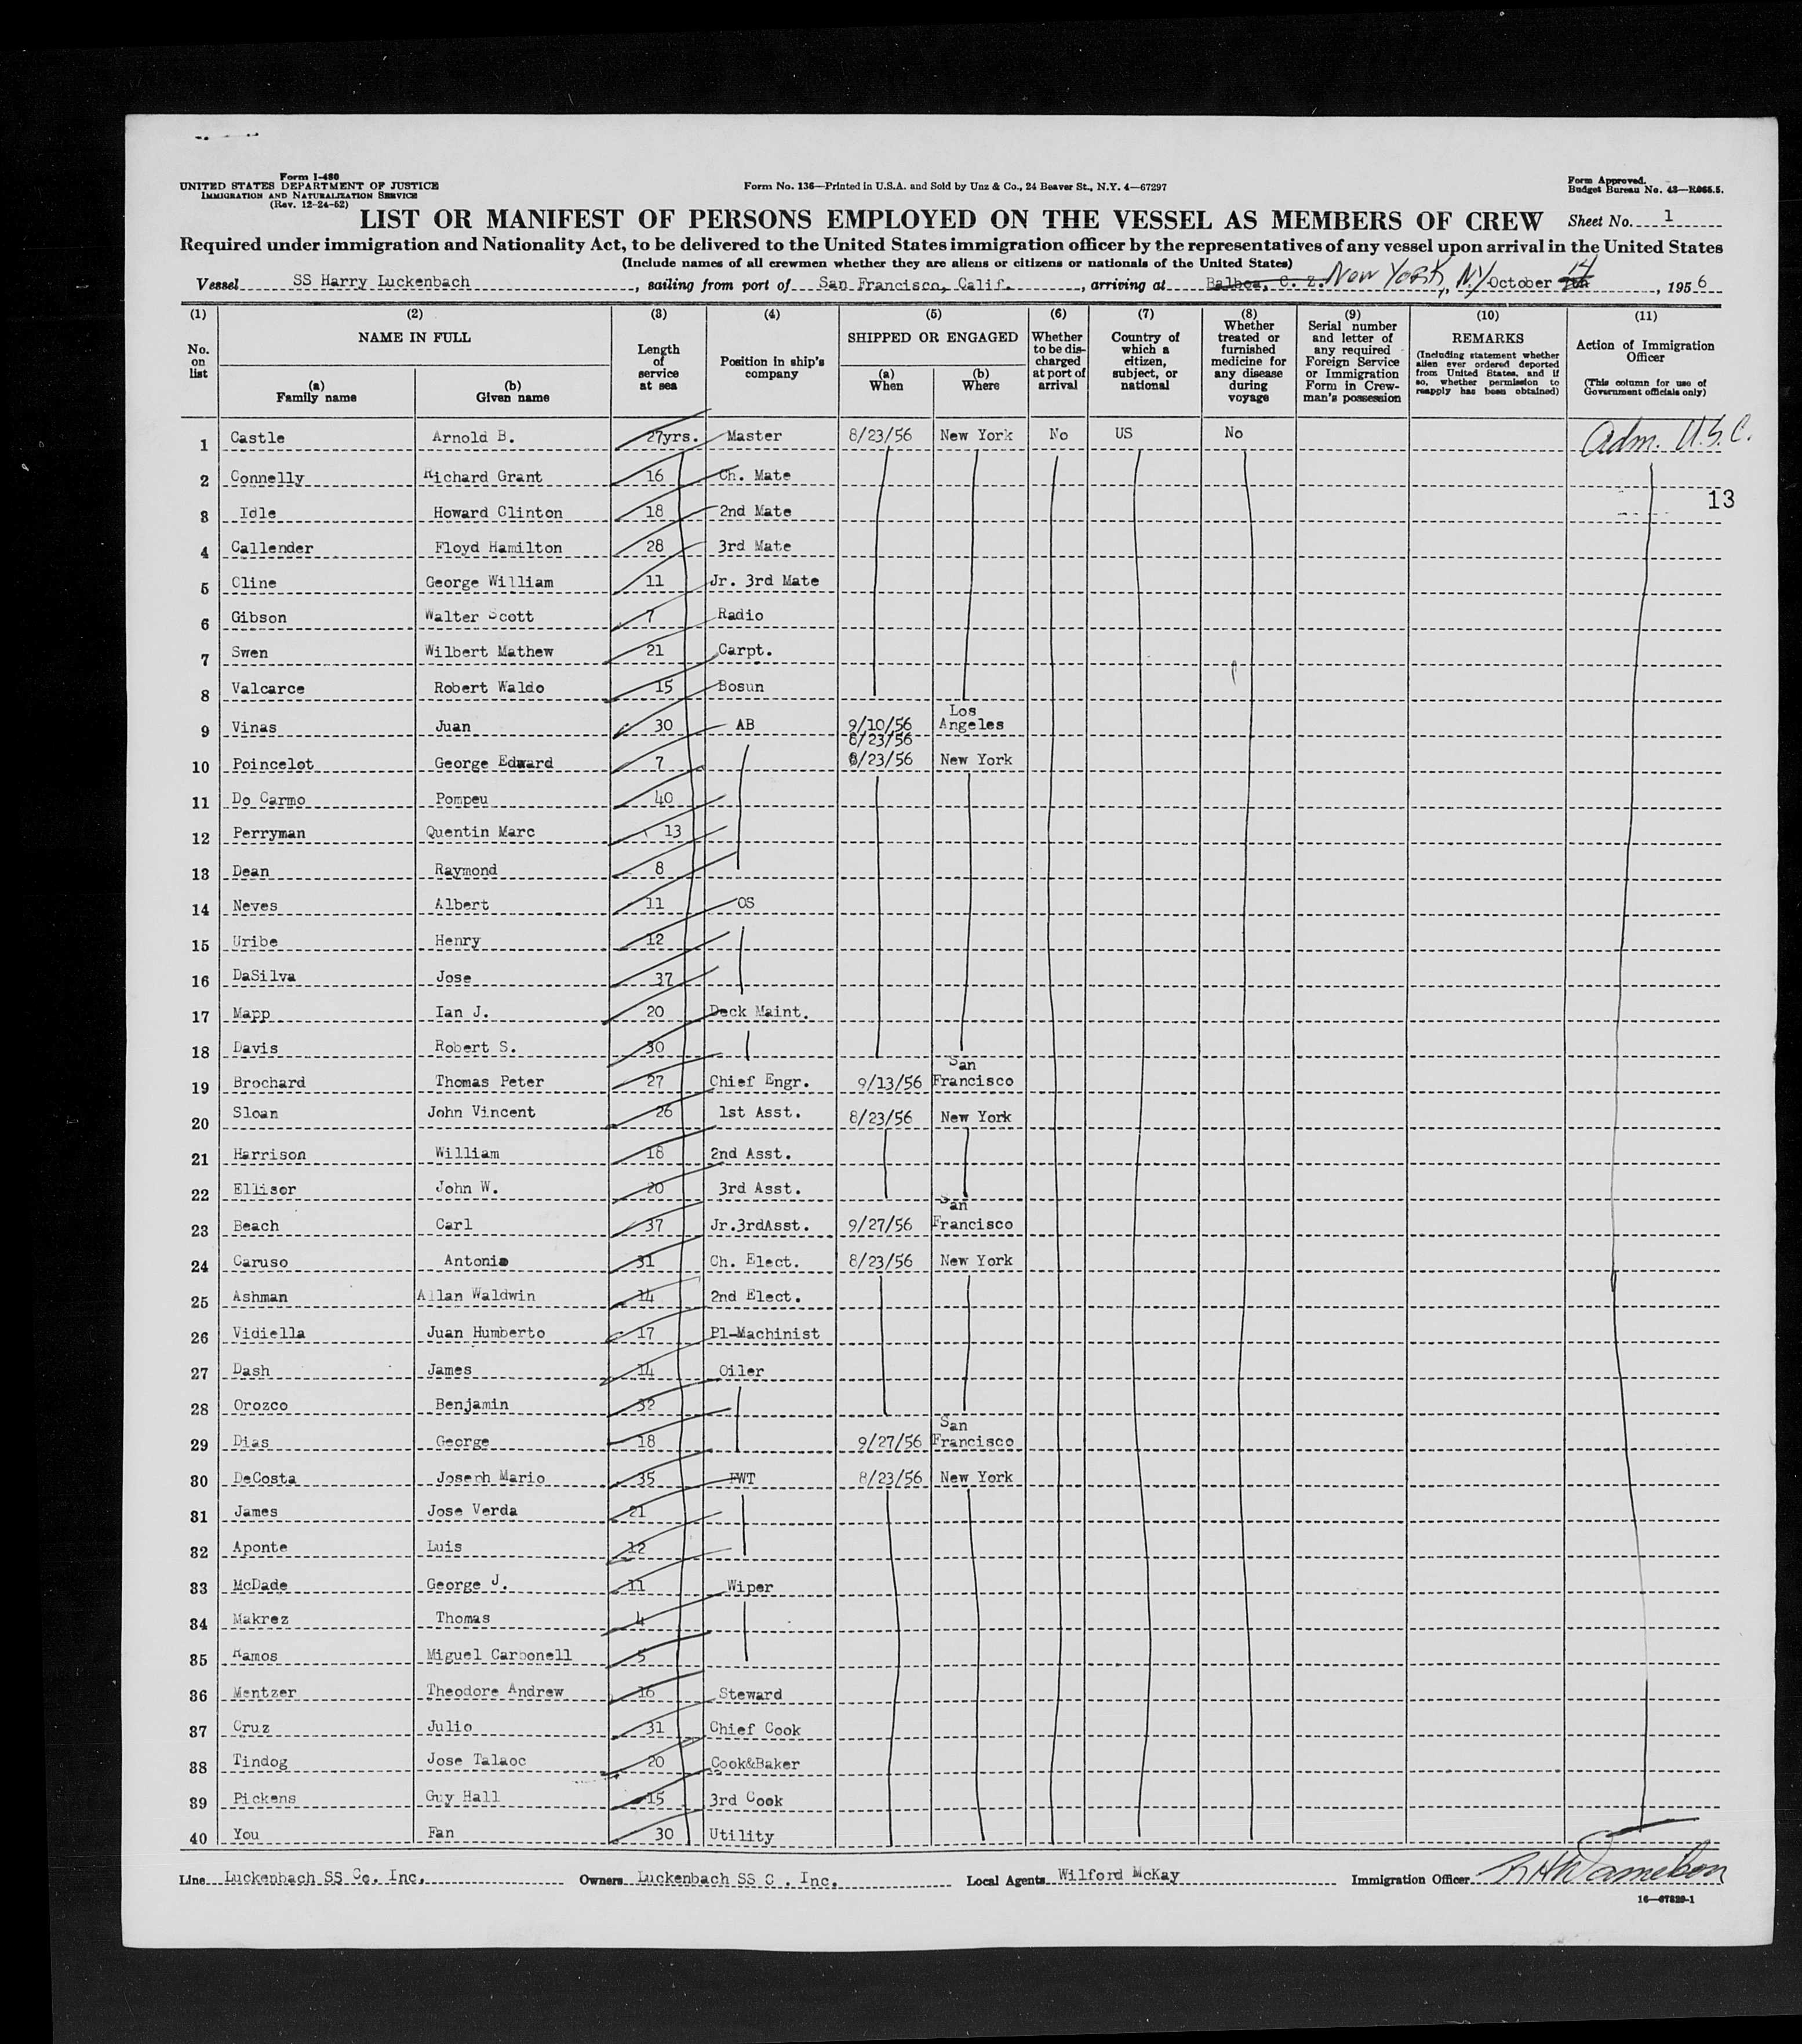 Form I-480
UNITED STATES DEPARTMENT OF JUSTICE
IMMIGRATION AND NATURALIZATION SERVICE
(Rev. 12-24-52)
Form No. 136—Printed in U.S.A. and Sold by Unz & Co., 24 Beaver St., N.Y. 4—67297
Form Approved.
Budget Bureau No. 43—R065.5.
LIST OR MANIFEST OF PERSONS EMPLOYED ON THE VESSEL AS MEMBERS OF CREW Sheet No. 1
Required under immigration and Nationality Act, to be delivered to the United States immigration officer by the representatives of any vessel upon arrival in the United States
(Include names of all crewmen whether they are aliens or citizens or nationals of the United States)
Vessel SS Harry Luckenbach, sailing from port of San Francisco, Calif., arriving at Balboa, C. Z. New York, N.Y. October 14, 1956
(1) No. on list
(2) NAME IN FULL
(a) Family name
(b) Given name
(3) Length of service at sea
(4) Position in ship's company
(5) SHIPPED OR ENGAGED
(a) When
(b) Where
(6) Whether to be discharged at port of arrival
(7) Country of which a citizen, subject, or national
(8) Whether treated or furnished medicine for any disease during voyage
(9) Serial number and letter of any required Foreign Service or Immigration Form in Crewman's possession
(10) REMARKS
(Including statement whether alien ever ordered deported from United States, and if so, whether permission to reapply has been obtained)
(11) Action of Immigration Officer
(This column for use of Government officials only)
1 Castle Arnold B. 27yrs. Master 8/23/56 New York No US No Adm. U.S.C.
2 Connelly Richard Grant 16 Ch. Mate
13
3 Idle Howard Clinton 18 2nd Mate
4 Callender Floyd Hamilton 28 3rd Mate
5 Cline George William 11 Jr. 3rd Mate
6 Gibson Walter Scott 7 Radio
7 Swen Wilbert Mathew 21 Carpt.
8 Valcarce Robert Waldo 15 Bosun
9 Vinas Juan 30 AB 9/10/56 Los Angeles
8/23/56
10 Poincelot George Edward 7 8/23/56 New York
11 Do Carmo Pompeu 40
12 Perryman Quentin Marc 13
13 Dean Raymond 8
14 Neves Albert 11 OS
15 Uribe Henry 12
16 DaSilva Jose 37
17 Mapp Ian J. 20 Deck Maint.
18 Davis Robert S. 30
19 Brochard Thomas Peter 27 Chief Engr. 9/13/56 San Francisco
20 Sloan John Vincent 26 1st Asst. 8/23/56 New York
21 Harrison William 18 2nd Asst.
22 Ellisor John W. 20 3rd Asst.
23 Beach Carl 37 Jr.3rdAsst. 9/27/56 San Francisco
24 Caruso Antonio 31 Ch. Elect. 8/23/56 New York
25 Ashman Allan Waldwin 14 2nd Elect.
26 Vidiella Juan Humberto 17 Pl-Machinist
27 Dash James 14 Oiler
28 Orozco Benjamin 32
29 Dias George 18 9/27/56 San Francisco
30 DeCosta Joseph Mario 35 FWT 8/23/56 New York
31 James Jose Verda 21
32 Aponte Luis 12
33 McDade George J. 11 Wiper
34 Makrez Thomas 4
35 Ramos Miguel Carbonell 5
36 Mentzer Theodore Andrew 16 Steward
37 Cruz Julio 31 Chief Cook
38 Tindog Jose Talaoc 20 Cook&Baker
39 Pickens Guy Hall 15 3rd Cook
40 You Fan 30 Utility
Line Luckenbach SS Co. Inc. Owners Luckenbach SS C . Inc. Local Agents Wilford McKay Immigration Officer
16—67829-1